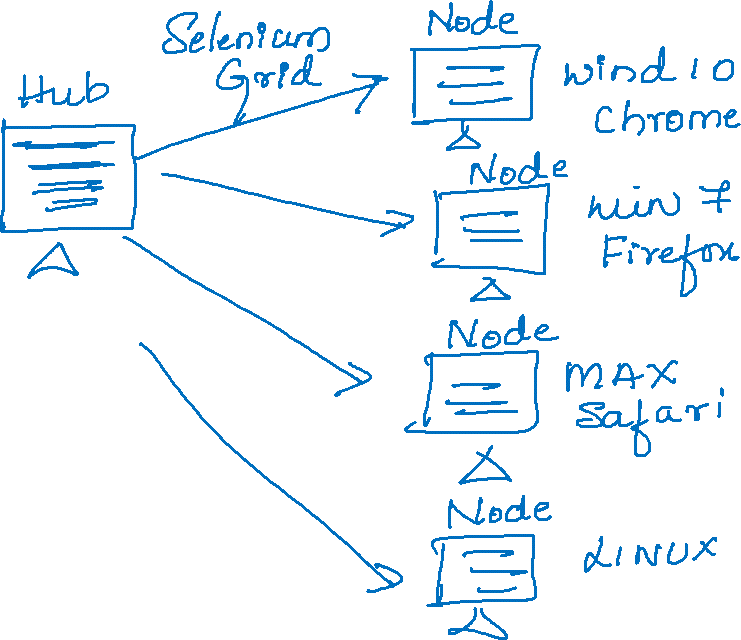 Selenium
Grid
Hub
Node
Wind 10
Chrome
Node
Win 7
Firefox
Node
MAX
Safari
Node
LINUX